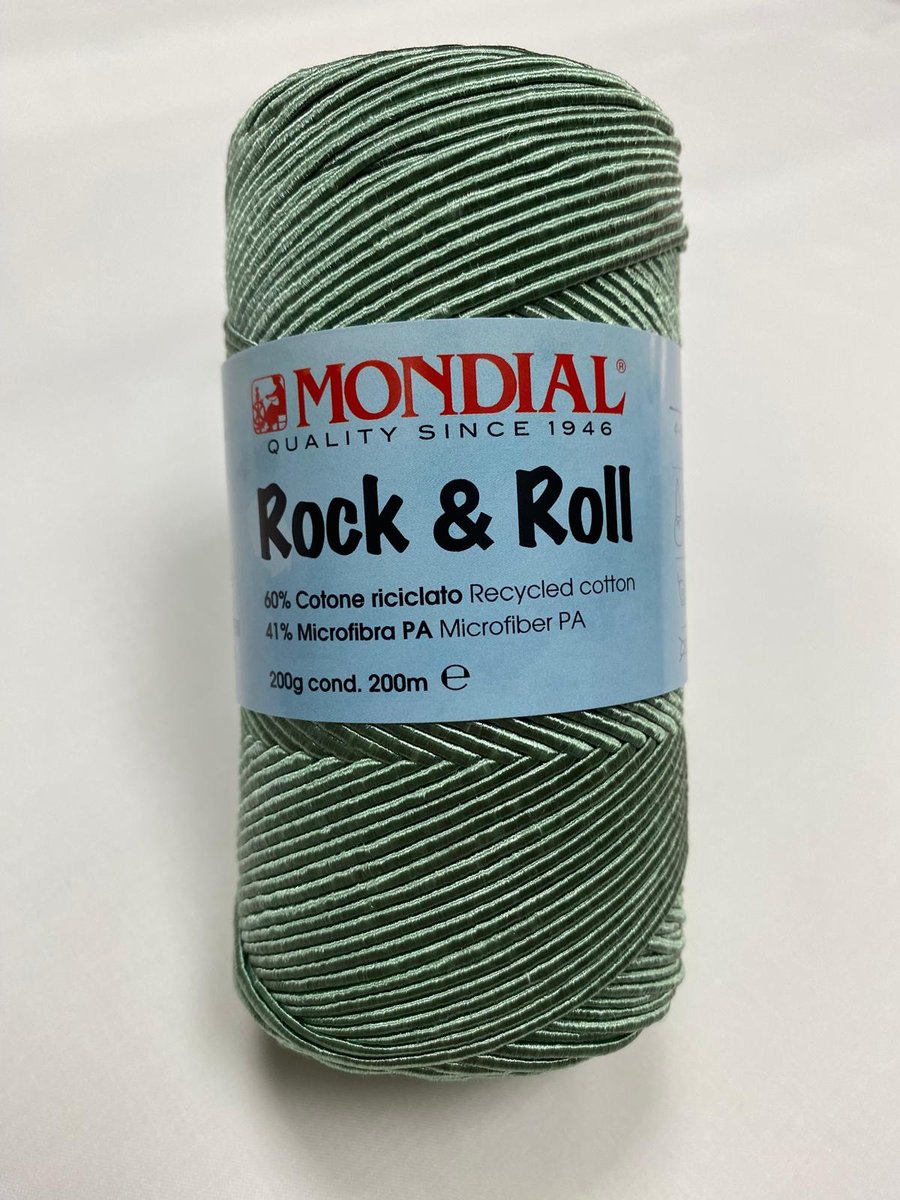 MONDIAL®
QUALITY SINCE 1946
Rock & Roll
60% Cotone riciclato Recycled cotton
41% Microfibra PA Microfiber PA
200g cond. 200m ℮